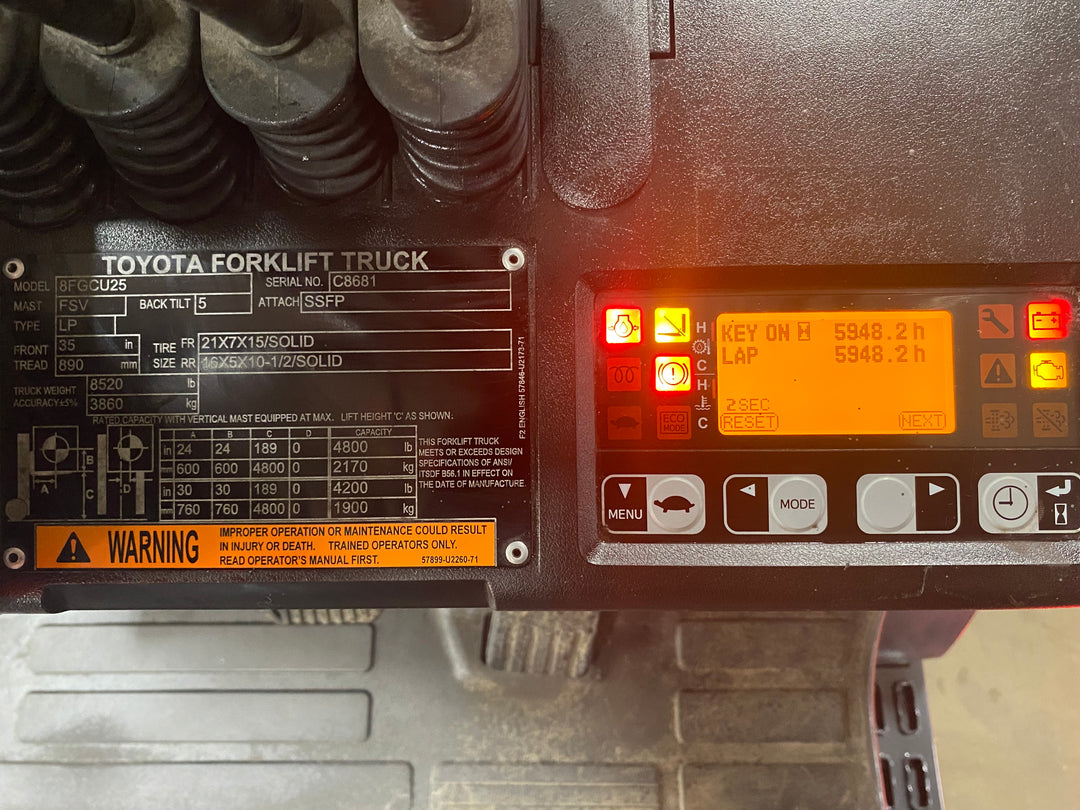 TOYOTA FORKLIFT TRUCK
MODEL 8FGCU25 SERIAL NO. C8681
MAST FSV BACK TILT 5 ATTACH SSFP
TYPE LP
FRONT TREAD 35 in
890 mm
TIRE SIZE FR 21X7X15/SOLID
RR 16X5X10-1/2/SOLID
TRUCK WEIGHT 8520 lb
ACCURACY±5% 3860 kg
RATED CAPACITY WITH VERTICAL MAST EQUIPPED AT MAX. LIFT HEIGHT 'C' AS SHOWN:
A B C D
A B C D CAPACITY
in 24 24 189 0 4800 lb
mm 600 600 4800 0 2170 kg
in 30 30 189 0 4200 lb
mm 760 760 4800 0 1900 kg
THIS FORKLIFT TRUCK
MEETS OR EXCEEDS DESIGN
SPECIFICATIONS OF ANSI/
ITSDF B56.1 IN EFFECT ON
THE DATE OF MANUFACTURE.
F2 ENGLISH 57846-U2173-71
WARNING
IMPROPER OPERATION OR MAINTENANCE COULD RESULT
IN INJURY OR DEATH. TRAINED OPERATORS ONLY.
READ OPERATOR'S MANUAL FIRST. 57899-U2260-71
H
C
H
C
ECO
MODE
KEY ON 5948.2h
LAP 5948.2h
2SEC
RESET NEXT
MENU
MODE